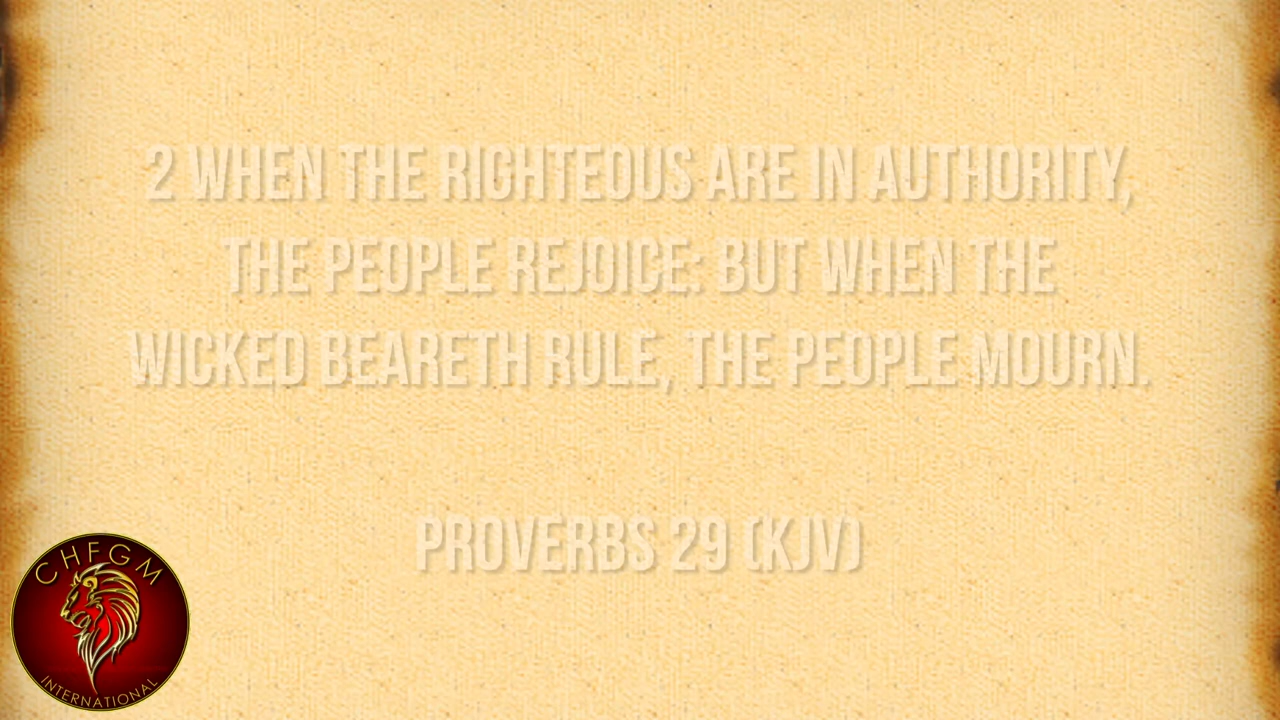 2 WHEN THE RIGHTEOUS ARE IN AUTHORITY,
THE PEOPLE REJOICE: BUT WHEN THE
WICKED BEARETH RULE, THE PEOPLE MOURN.
PROVERBS 29 (KJV)
CHFGM
INTERNATIONAL